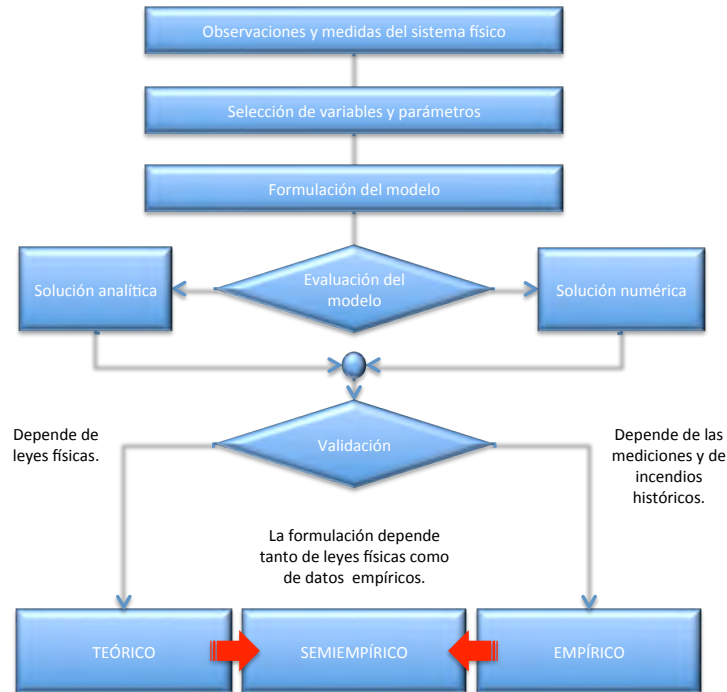 Observaciones y medidas del sistema físico
Selección de variables y parámetros
Formulación del modelo
Evaluación del
modelo
Solución analítica
Solución numérica
Validación
Depende de
leyes físicas.
Depende de las
mediciones y de
incendios
históricos.
La formulación depende
tanto de leyes físicas como
de datos empíricos.
TEÓRICO
SEMIEMPÍRICO
EMPÍRICO